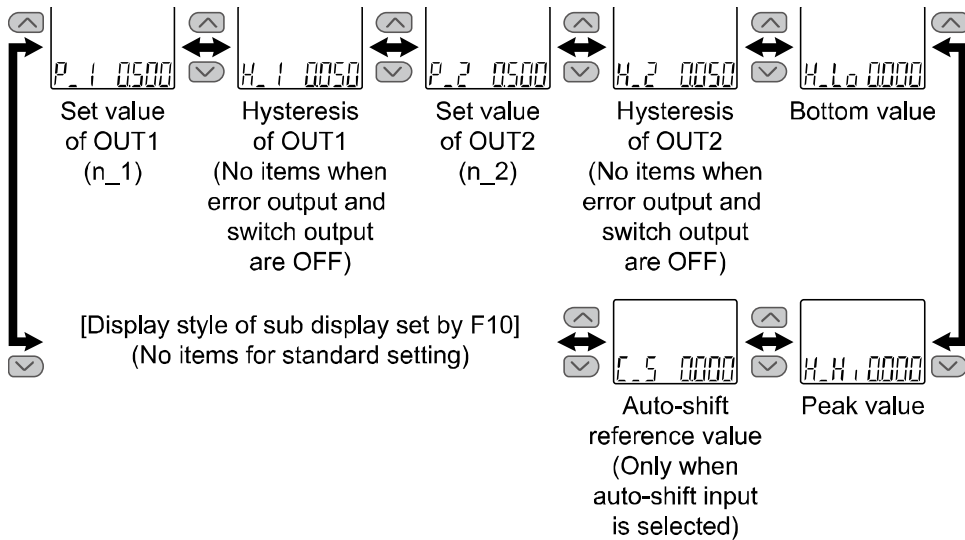 P_1 0.500
Set value
of OUT1
(n_1)
H_1 0.050
Hysteresis
of OUT1
(No items when
error output and
switch output
are OFF)
P_2 0.500
Set value
of OUT2
(n_2)
H_2 0.050
Hysteresis
of OUT2
(No items when
error output and
switch output
are OFF)
H_Lo 0.000
Bottom value
[Display style of sub display set by F10]
(No items for standard setting)
C_S 0.000
Auto-shift
reference value
(Only when
auto-shift input
is selected)
H_Hi 0.000
Peak value